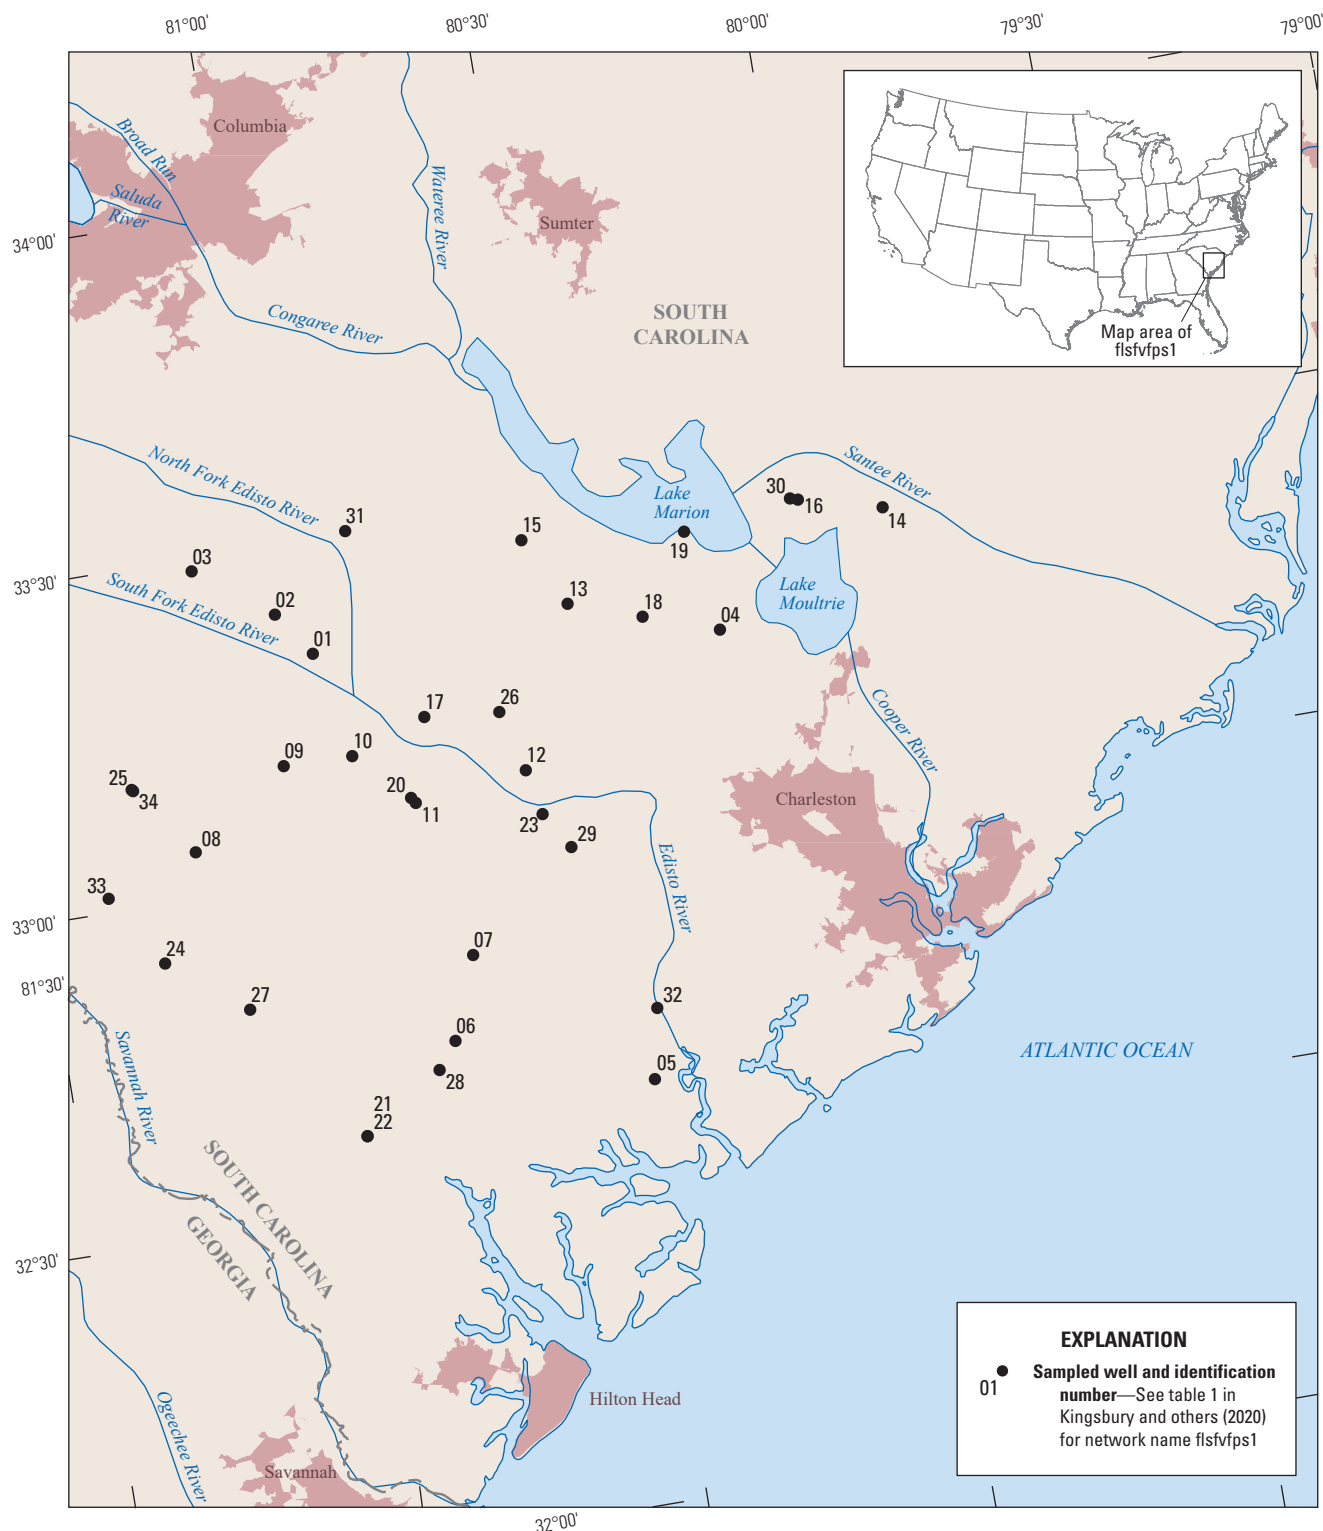 81°00'
80°30'
80°00'
79°30'
79°00'
Columbia
Broad Run
Saluda
River
Wateree River
Sumter
34°00'
Congaree River
SOUTH
CAROLINA
Map area of
flsfvfps1
North Fork Edisto River
Lake
Marion
Santee River
30
16
14
31
15
19
03
33°30'
South Fork Edisto River
02
13
18
04
Lake
Moultrie
01
17
26
Cooper River
09
10
12
25
34
20
11
23
29
Charleston
08
Edisto River
33
33°00'
24
07
81°30'
27
32
06
Savannah River
28
05
ATLANTIC OCEAN
21
22
SOUTH CAROLINA
GEORGIA
32°30'
Hilton Head
Ogeechee River
Savannah
32°00'
EXPLANATION
01
Sampled well and identification
number—See table 1 in
Kingsbury and others (2020)
for network name flsfvfps1